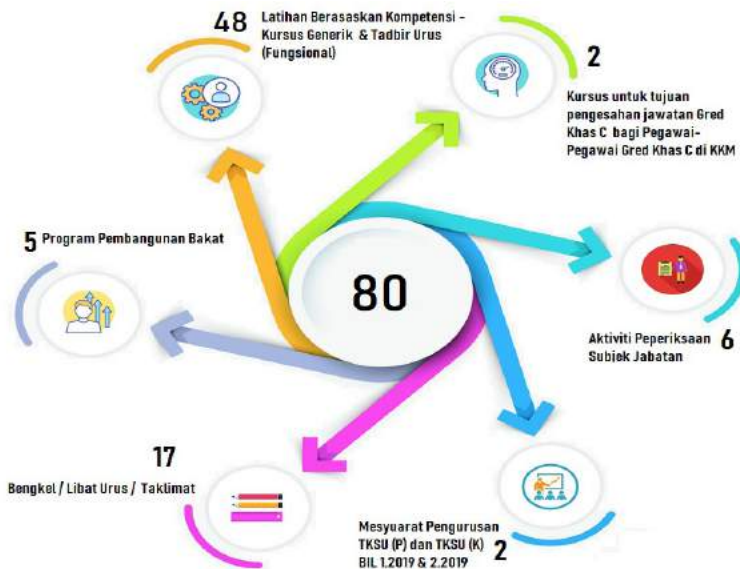 48
Latihan Berasaskan Kompetensi -
Kursus Generik & Tadbir Urus
(Fungsional)
2
Kursus untuk tujuan
pengesahan jawatan Gred
Khas C bagi Pegawai-
Pegawai Gred Khas C di KKM
5 Program Pembangunan Bakat
80
Aktiviti Peperiksaan
Subjek Jabatan
6
17
Bengkel / Libat Urus / Taklimat
Mesyuarat Pengurusan
TKSU (P) dan TKSU (K)
BIL 1.2019 & 2.2019
2